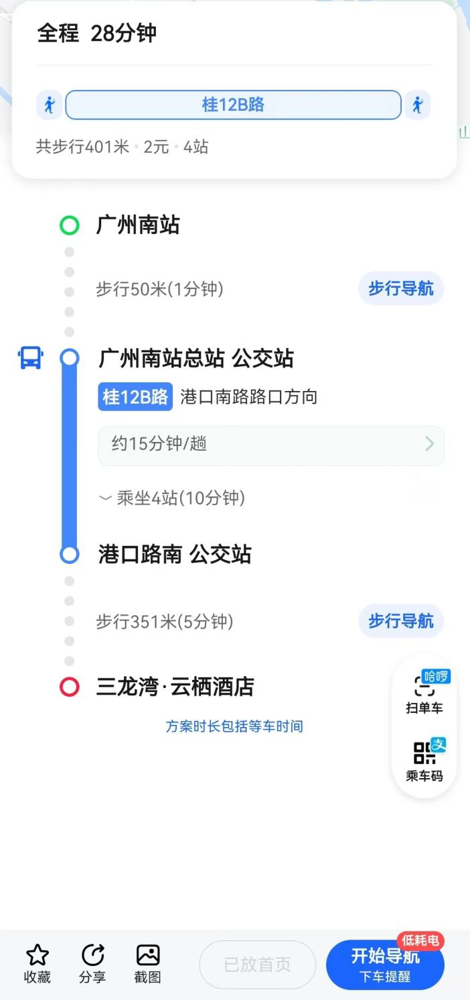 全程 28分钟
桂12B路
共步行401米·2元·4站
山
广州南站
步行50米(1分钟)
步行导航
广州南站总站 公交站
桂12B路 港口南路路口方向
约15分钟/趟
乘坐4站(10分钟)
港口路南 公交站
步行351米(5分钟)
步行导航
三龙湾·云栖酒店
方案时长包括等车时间
哈啰
扫单车
支
乘车码
收藏
分享
截图
已放首页
低耗电
开始导航
下车提醒